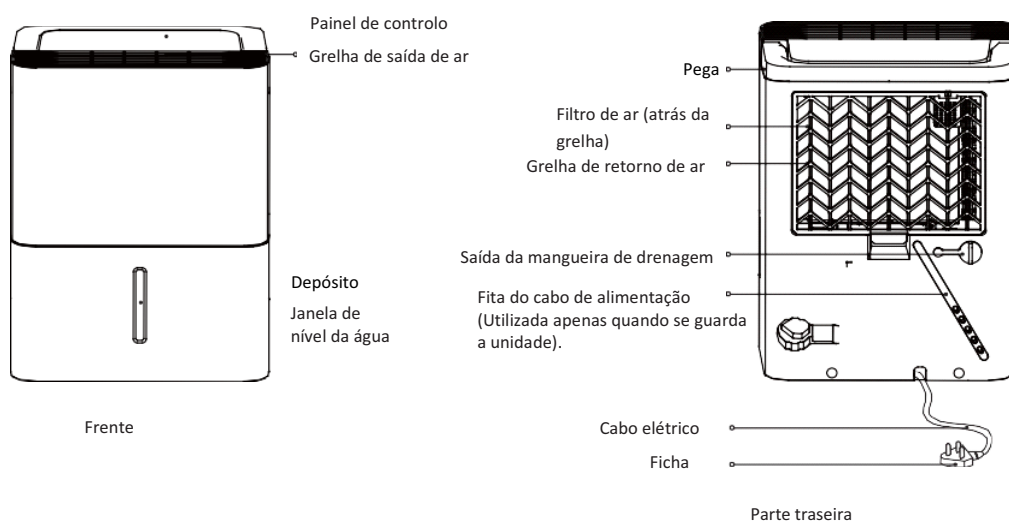 Painel de controlo
Grelha de saída de ar
Depósito
Janela de
nível da água
Frente
Pega
Filtro de ar (atrás da
grelha)
Grelha de retorno de ar
Saída da mangueira de drenagem
Fita do cabo de alimentação
(Utilizada apenas quando se guarda
a unidade).
Cabo elétrico
Ficha
Parte traseira